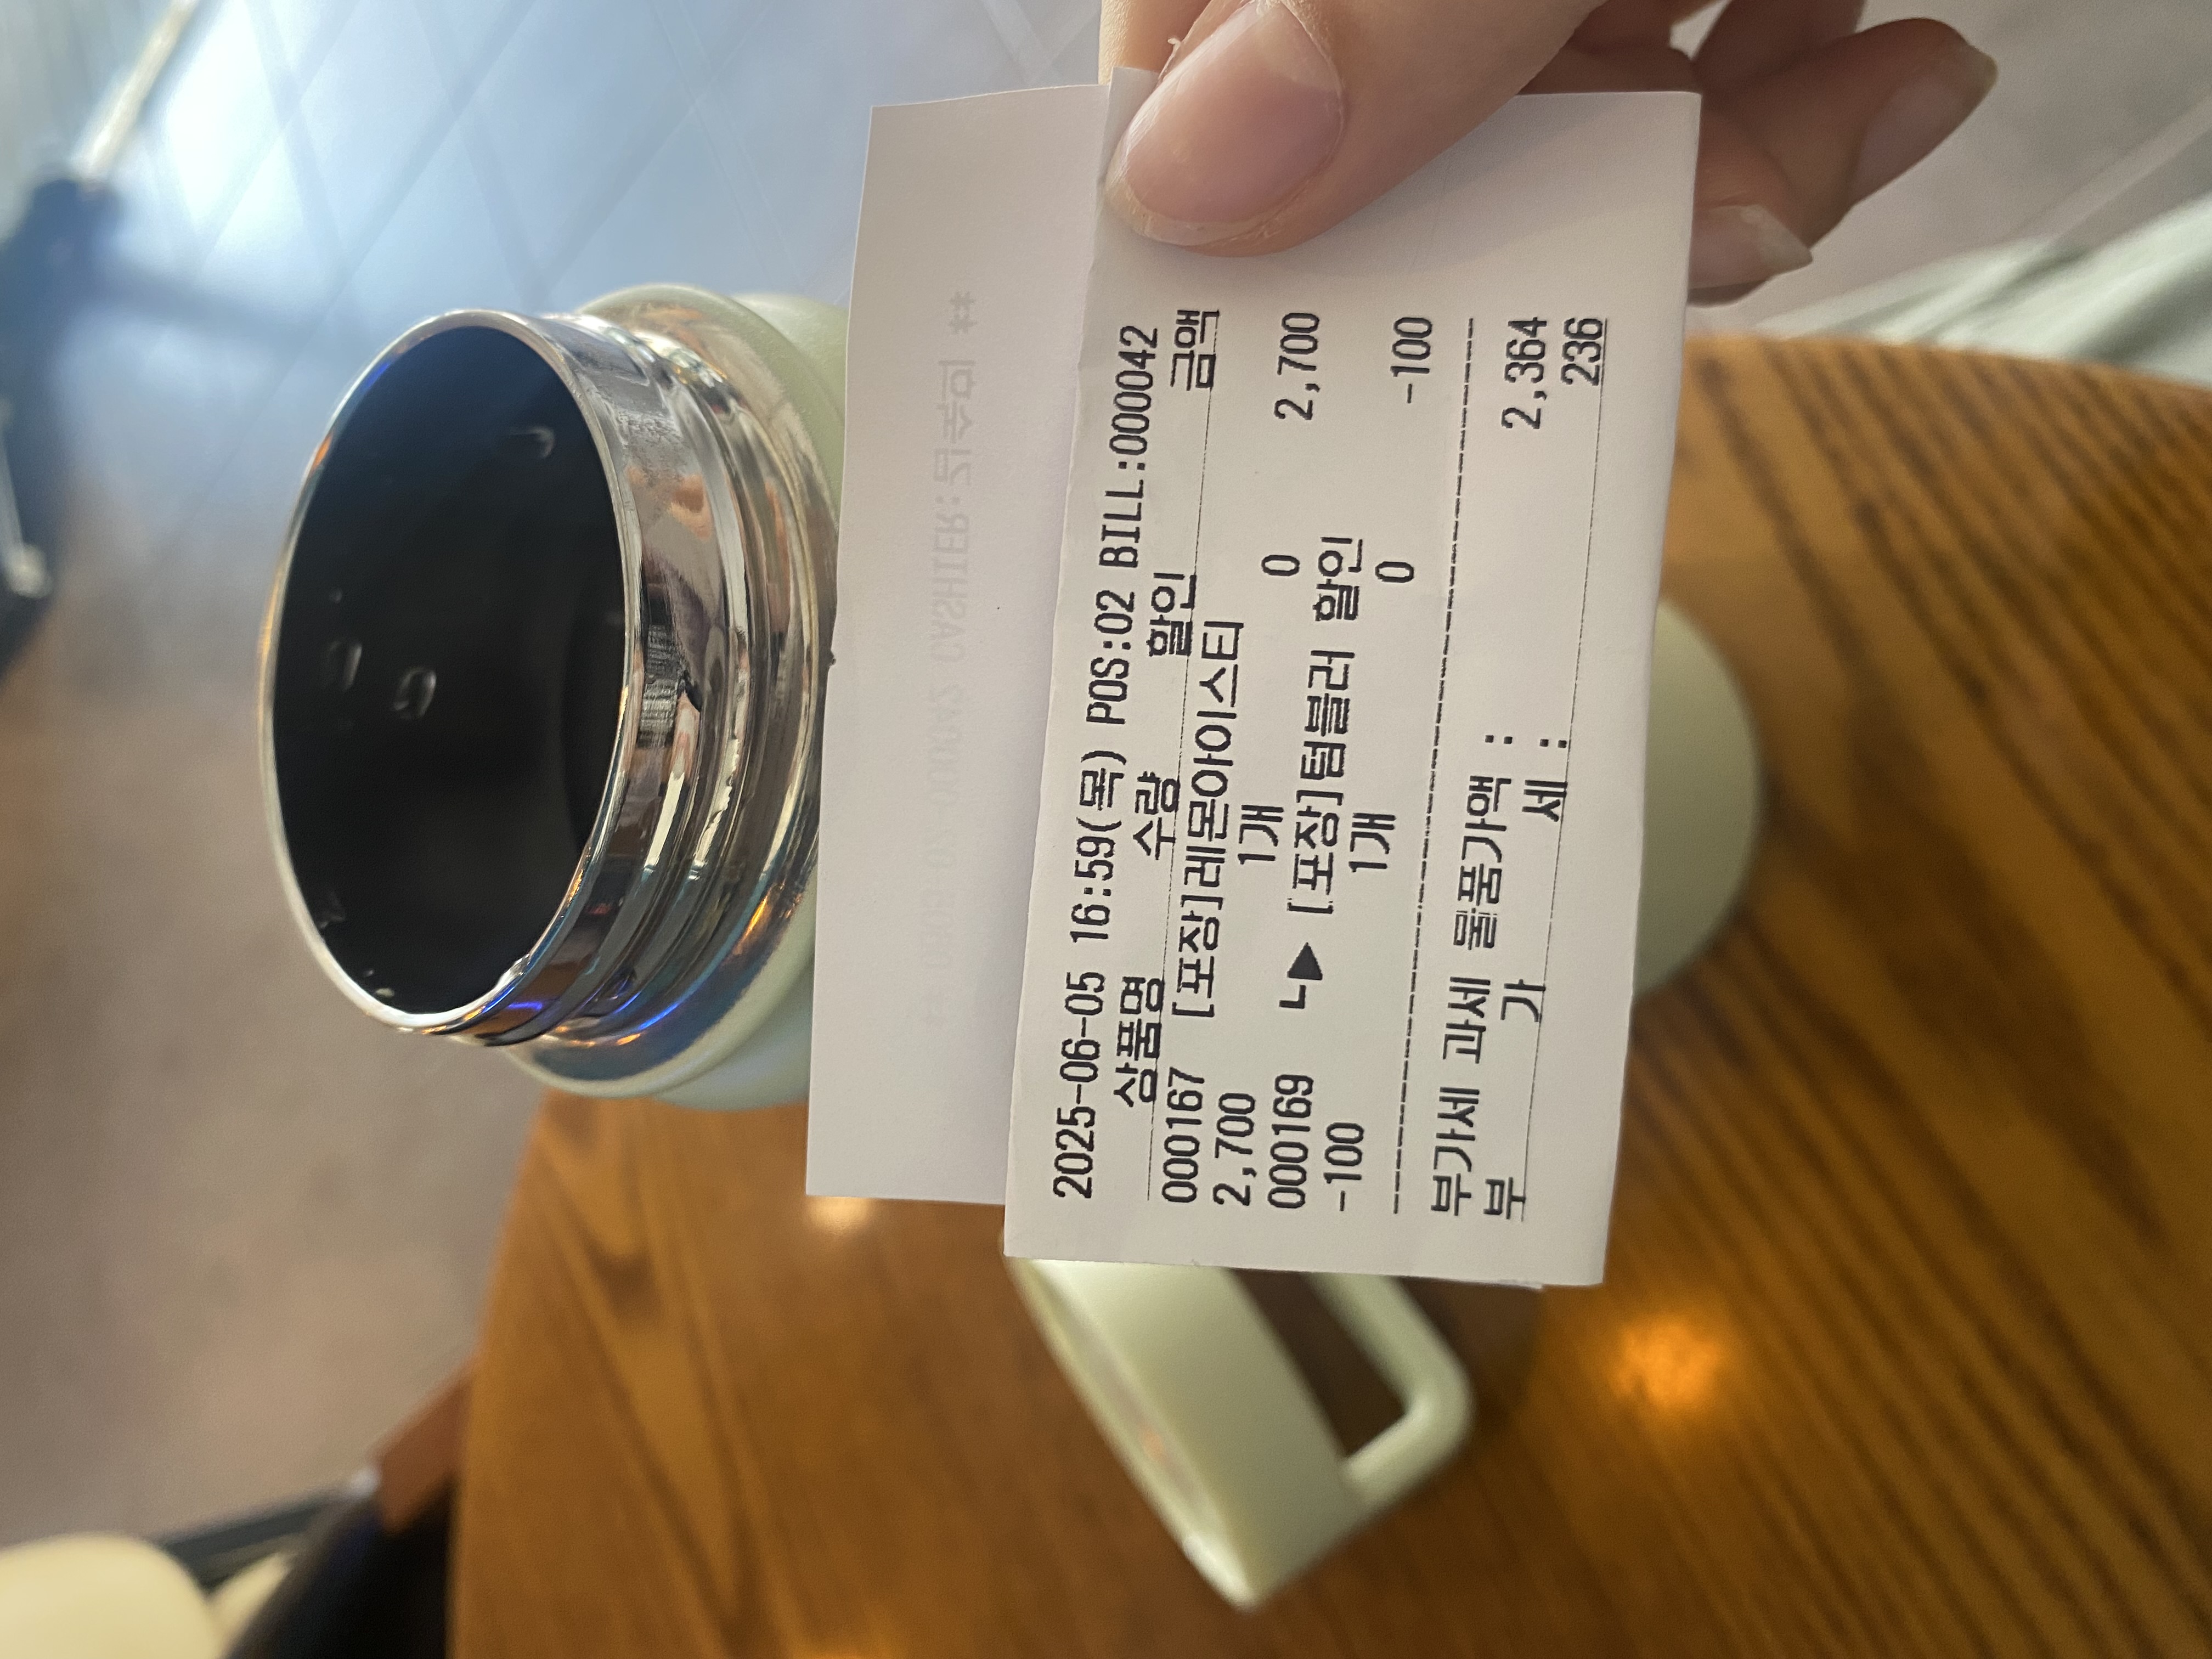 2025-06-05 16:59(목) POS:02 BILL:000042
상품명 수량 할인 금액
000167 [포장]레몬아이스티
2,700 1개 0 2,700
000169 ┗▶ [포장]텀블러 할인
-100 1개 0 -100
부가세 과세 물품가액 : 2,364
부 가 세 : 236